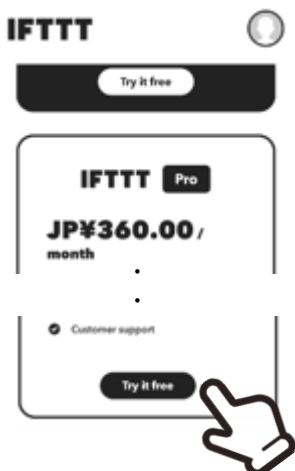 IFTTT
Try it free
IFTTT Pro
JP¥360.00 /
month
Customer support
Try it free